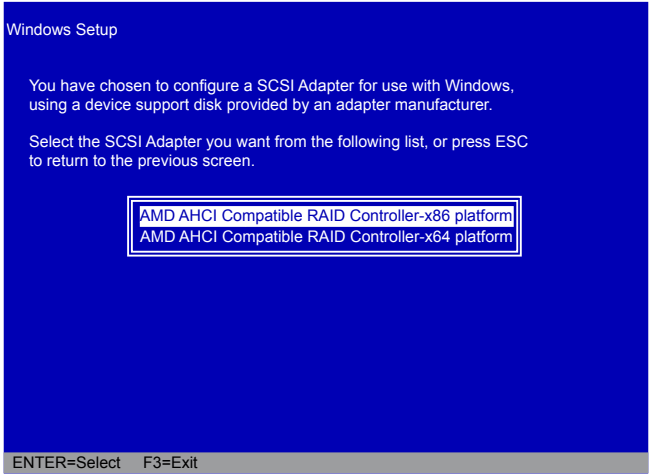 Windows Setup
You have chosen to configure a SCSI Adapter for use with Windows,
using a device support disk provided by an adapter manufacturer.
Select the SCSI Adapter you want from the following list, or press ESC
to return to the previous screen.
AMD AHCI Compatible RAID Controller-x86 platform
AMD AHCI Compatible RAID Controller-x64 platform
ENTER=Select F3=Exit